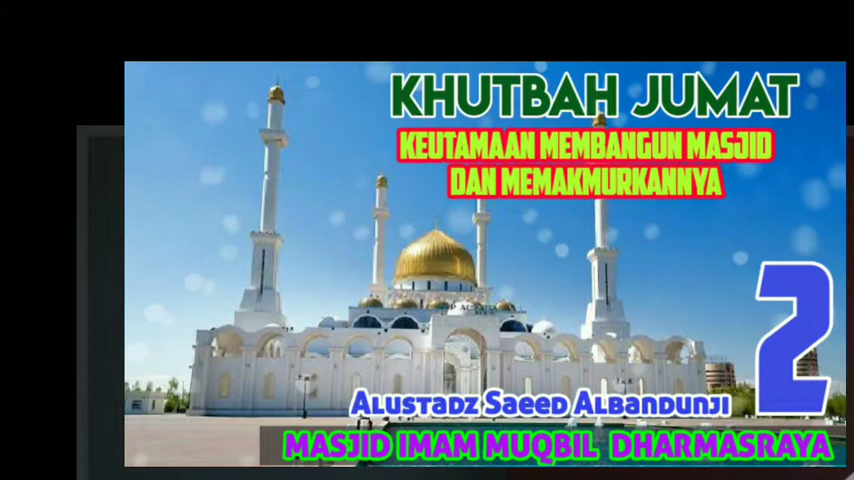 KHUTBAH JUMAT
KEUTAMAAN MEMBANGUN MASJID
DAN MEMAKMURKANNYA
2
ALUSTADZ SAEED ALBANDUNJI
MASJID IMAM MUQBIL DHARMASRAYA